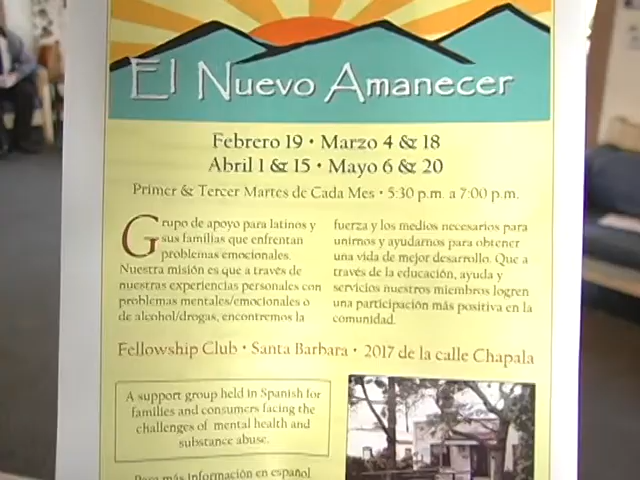 El Nuevo Amanecer
Febrero 19 • Marzo 4 & 18
Abril 1 & 15 • Mayo 6 & 20
Primer & Tercer Martes de Cada Mes • 5:30 p.m. a 7:00 p.m.
Grupo de apoyo para latinos y
sus familias que enfrentan
problemas emocionales.
Nuestra misión es que a través de
nuestras experiencias personales con
problemas mentales/emocionales o
de alcohol/drogas, encontremos la
fuerza y los medios necesarios para
unirnos y ayudarnos para obtener
una vida de mejor desarrollo. Que a
través de la educación, ayuda y
servicios nuestros miembros logren
una participación más positiva en la
comunidad.
Fellowship Club • Santa Barbara • 2017 de la calle Chapala
A support group held in Spanish for
families and consumers facing the
challenges of mental health and
substance abuse.
Para más información en español